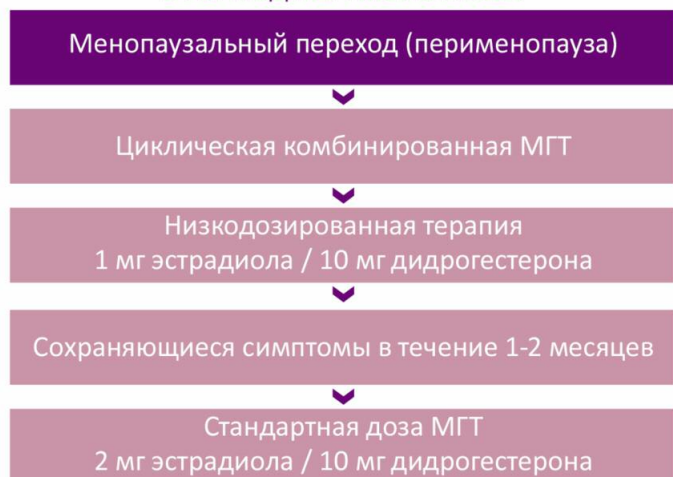 Менопаузальный переход (перименопауза)
Циклическая комбинированная МГТ
Низкодозированная терапия
1 мг эстрадиола / 10 мг дидрогестерона
Сохраняющиеся симптомы в течение 1-2 месяцев
Стандартная доза МГТ
2 мг эстрадиола / 10 мг дидрогестерона